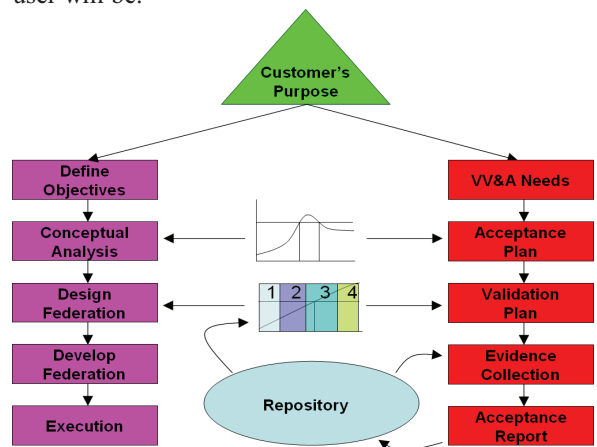 user will be.
Customer's
Purpose
Define
Objectives
VV&A Needs
Conceptual
Analysis
Acceptance
Plan
Design
Federation
1 2 3 4
Validation
Plan
Develop
Federation
Evidence
Collection
Repository
Execution
Acceptance
Report